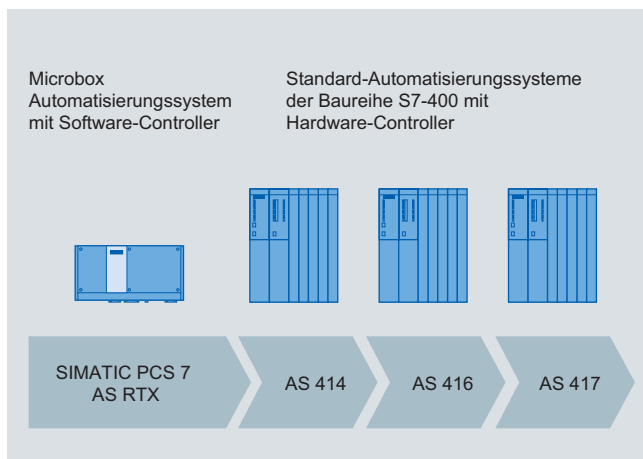 Microbox
Automatisierungssystem
mit Software-Controller
Standard-Automatisierungssysteme
der Baureihe S7-400 mit
Hardware-Controller
SIMATIC PCS 7
AS RTX
AS 414
AS 416
AS 417